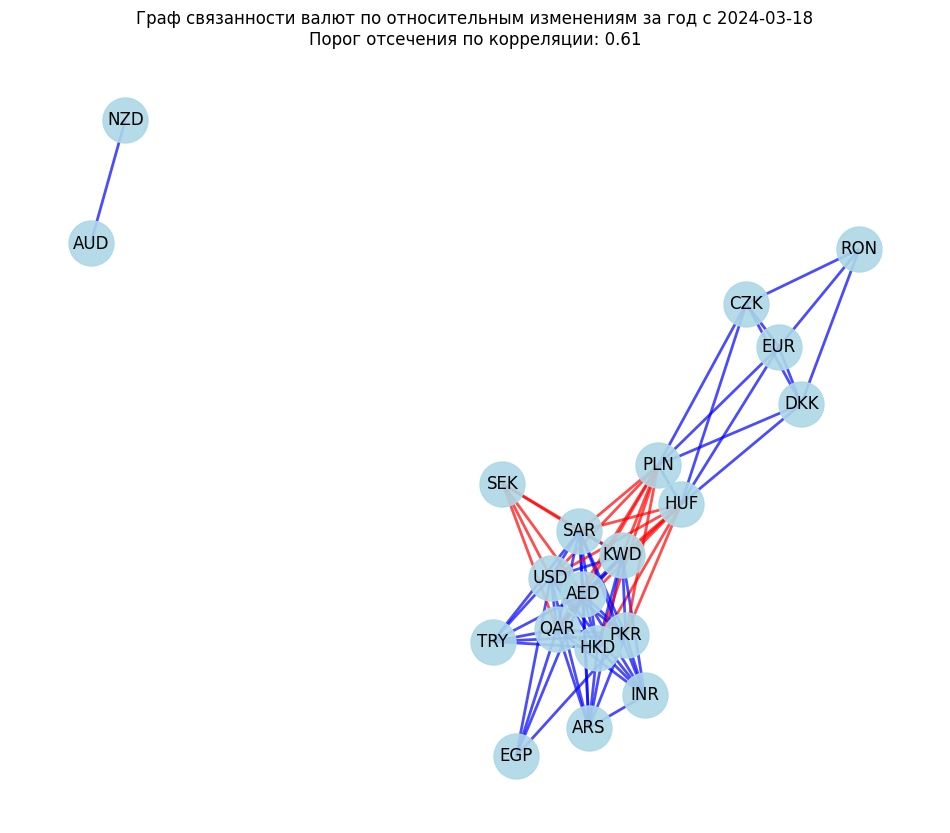 Граф связанности валют по относительным изменениям за год с 2024-03-18
Порог отсечения по корреляции: 0.61
NZD
AUD
RON
CZK
EUR
DKK
PLN
SEK
HUF
SAR
KWD
USD
AED
QAR
PKR
TRY
HKD
INR
ARS
EGP